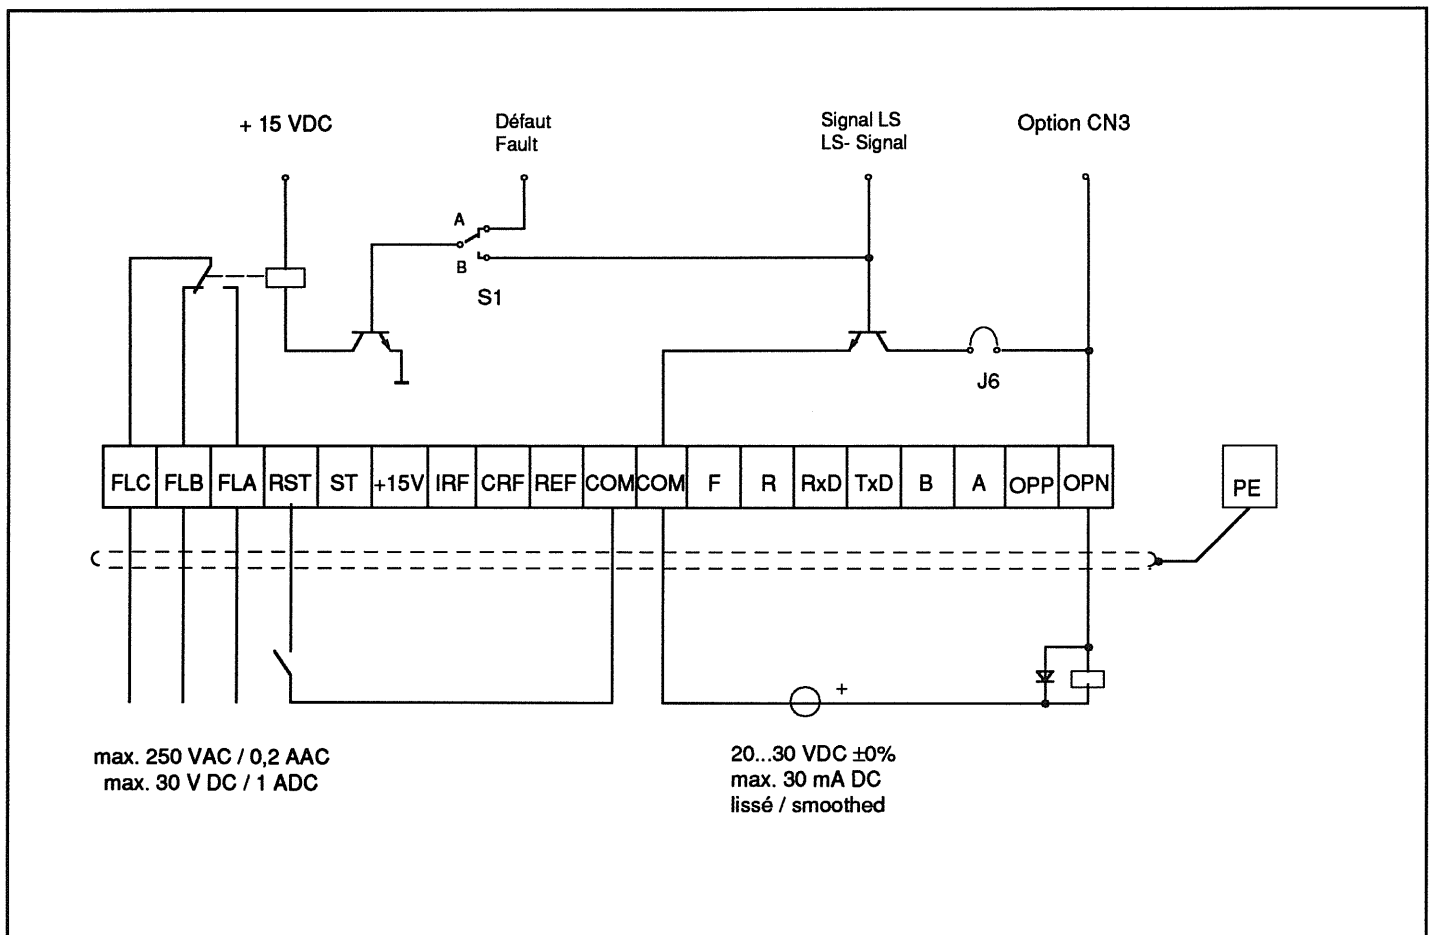 + 15 VDC
Défaut
Fault
Signal LS
LS- Signal
Option CN3
A
B
S1
J6
FLC FLB FLA RST ST +15V IRF CRF REF COM COM F R RxD TxD B A OPP OPN
PE
+
max. 250 VAC / 0,2 AAC
max. 30 V DC / 1 ADC
20...30 VDC ±0%
max. 30 mA DC
lissé / smoothed